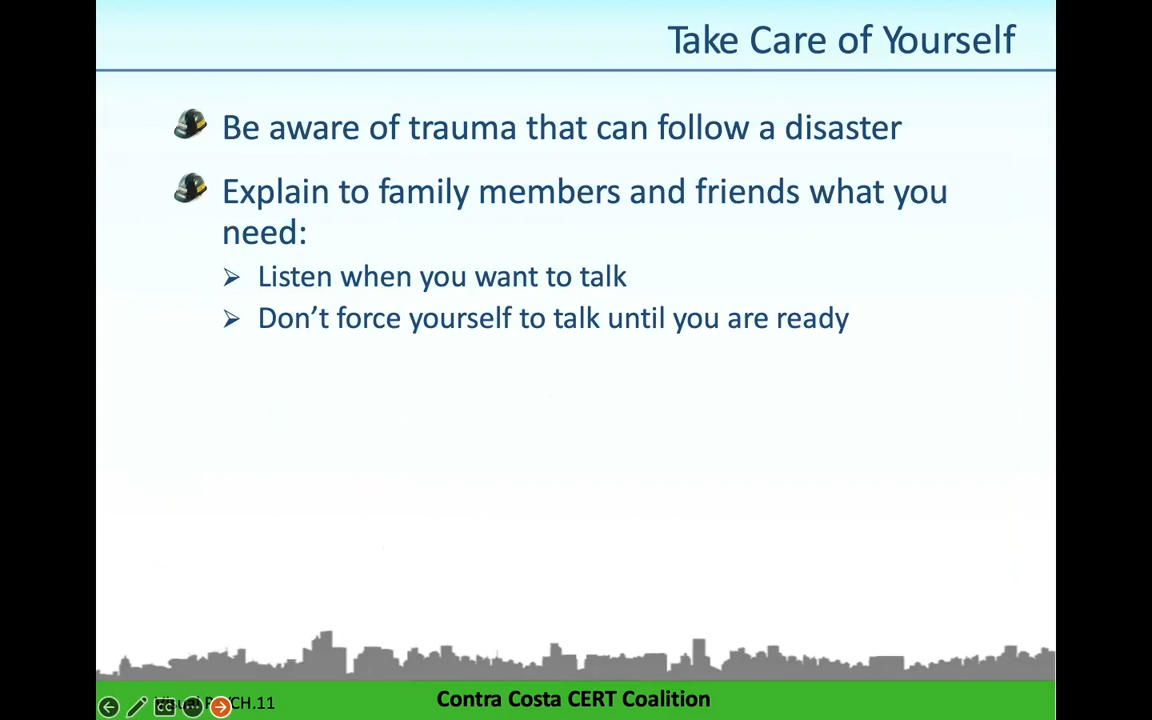 Take Care of Yourself
Be aware of trauma that can follow a disaster
Explain to family members and friends what you
need:
➢ Listen when you want to talk
➢ Don’t force yourself to talk until you are ready
CH.11
Contra Costa CERT Coalition